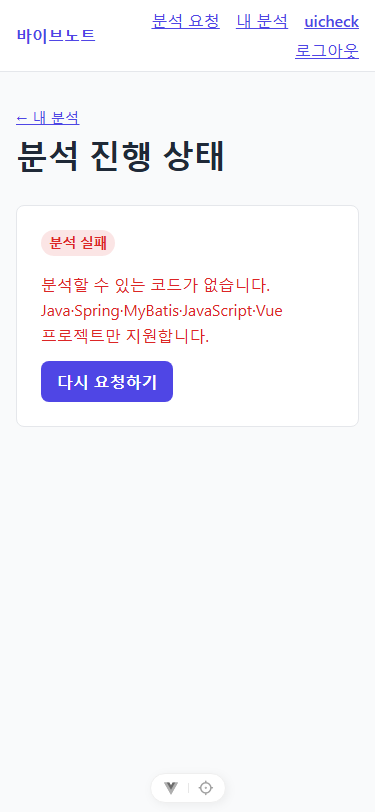 바이브노트
분석 요청 내 분석 uicheck
로그아웃
← 내 분석
분석 진행 상태
분석 실패
분석할 수 있는 코드가 없습니다.
Java·Spring·MyBatis·JavaScript·Vue
프로젝트만 지원합니다.
다시 요청하기